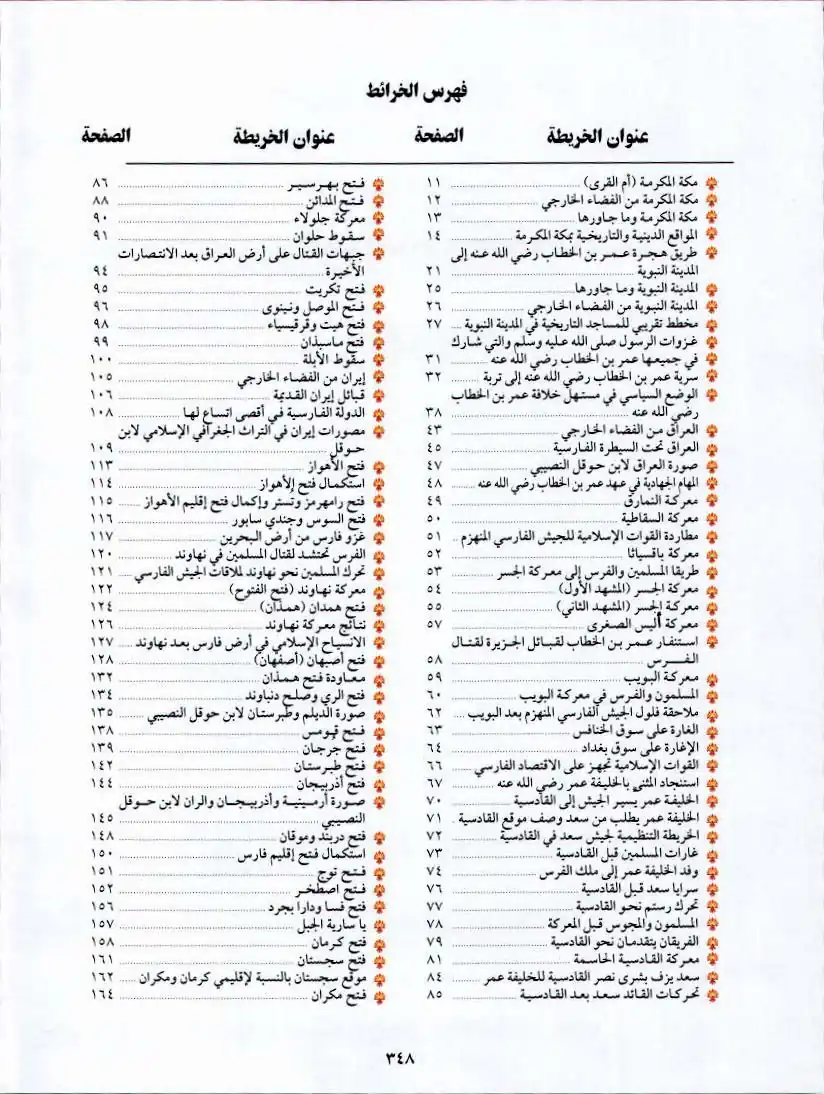 فهرس الخرائط
عنوان الخريطة الصفحة
مكة المكرمة (أم القرى) ١١
مكة المكرمة من الفضاء الخارجي ١٢
مكة المكرمة وما جاورها ١٣
المواقع الدينية والتاريخية بمكة المكرمة ١٤
طريق هجرة عمر بن الخطاب رضي الله عنه إلى
المدينة النبوية ٢١
المدينة النبوية وما جاورها ٢٥
المدينة النبوية من الفضاء الخارجي ٢٦
مخطط تقريبي للمساجد التاريخية في المدينة النبوية ٢٧
غزوات الرسول صلى الله عليه وسلم والتي شارك
في جميعها عمر بن الخطاب رضي الله عنه ٣١
سرية عمر بن الخطاب رضي الله عنه إلى تربة ٣٢
الوضع السياسي في مستهل خلافة عمر بن الخطاب
رضي الله عنه ٣٨
العراق من الفضاء الخارجي ٤٣
العراق تحت السيطرة الفارسية ٤٥
صورة العراق لابن حوقل النصيبي ٤٧
المهام الجهادية في عهد عمر بن الخطاب رضي الله عنه ٤٨
معركة النمارق ٤٩
معركة السقاطية ٥٠
مطاردة القوات الإسلامية للجيش الفارسي المنهزم ٥١
معركة باقسياثا ٥٢
طريقا المسلمين والفرس إلى معركة الجسر ٥٣
معركة الجسر (المشهد الأول) ٥٤
معركة الجسر (المشهد الثاني) ٥٥
معركة أليس الصغرى ٥٧
استنفار عمر بن الخطاب لقبائل الجزيرة لقتال
الفرس ٥٨
معركة البويب ٥٩
المسلمون والفرس في معركة البويب ٦٠
ملاحقة فلول الجيش الفارسي المنهزم بعد البويب ٦٢
الغارة على سوق الخنافس ٦٣
الإغارة على سوق بغداد ٦٤
القوات الإسلامية تجهز على الاقتصاد الفارسي ٦٦
استنجاد المثنى بالخليفة عمر رضي الله عنه ٦٧
الخليفة عمر يسير الجيش إلى القادسية ٧٠
الخليفة عمر يطلب من سعد وصف موقع القادسية ٧١
الخريطة التنظيمية لجيش سعد في القادسية ٧٢
غارات المسلمين قبل القادسية ٧٣
وفد الخليفة عمر إلى ملك الفرس ٧٤
سرايا سعد قبل القادسية ٧٦
تحرك رستم نحو القادسية ٧٧
المسلمون والمجوس قبل المعركة ٧٨
الفريقان يتقدمان نحو القادسية ٧٩
معركة القادسية الحاسمة ٨١
سعد يزف بشرى نصر القادسية للخليفة عمر ٨٤
تحركات القائد سعد بعد القادسية ٨٥
عنوان الخريطة الصفحة
فتح بهرسير ٨٦
فتح المدائن ٨٨
معركة جلولاء ٩٠
سقوط حلوان ٩١
جبهات القتال على أرض العراق بعد الانتصارات
الأخيرة ٩٤
فتح تكريت ٩٥
فتح الموصل ونينوى ٩٦
فتح هيت وقرقيسياء ٩٨
فتح ماسبذان ٩٩
سقوط الأبلة ١٠٠
إيران من الفضاء الخارجي ١٠٥
قبائل إيران القديمة ١٠٦
الدولة الفارسية في أقصى اتساع لها ١٠٨
مصورات إيران في التراث الجغرافي الإسلامي لابن
حوقل ١٠٩
فتح الأهواز ١١٣
استكمال فتح الأهواز ١١٤
فتح رامهرمز وتستر وإكمال فتح إقليم الأهواز ١١٥
فتح السوس وجندي سابور ١١٦
غزو فارس من أرض البحرين ١١٧
الفرس تحتشد لقتال المسلمين في نهاوند ١٢٠
تحرك المسلمين نحو نهاوند لملاقات الجيش الفارسي ١٢١
معركة نهاوند (فتح الفتوح) ١٢٢
فتح همدان (همذان) ١٢٤
نتائج معركة نهاوند ١٢٦
الانسياح الإسلامي في أرض فارس بعد نهاوند ١٢٧
فتح أصبهان (أصفهان) ١٢٨
معاودة فتح همذان ١٣٢
فتح الري وصلح دنباوند ١٣٤
صورة الديلم وطبرستان لابن حوقل النصيبي ١٣٥
فتح قومس ١٣٨
فتح جرجان ١٣٩
فتح طبرستان ١٤٢
فتح أذربيجان ١٤٤
صورة أرمينية وأذربيجان والران لابن حوقل
النصيبي ١٤٥
فتح دربند وموقان ١٤٨
استكمال فتح إقليم فارس ١٥٠
فتح توج ١٥١
فتح اصطخر ١٥٢
فتح فسا ودارا بجرد ١٥٦
يا سارية الجبل ١٥٧
فتح كرمان ١٥٨
فتح سجستان ١٦١
موقع سجستان بالنسبة لإقليمي كرمان ومكران ١٦٢
فتح مكران ١٦٤
٣٤٨